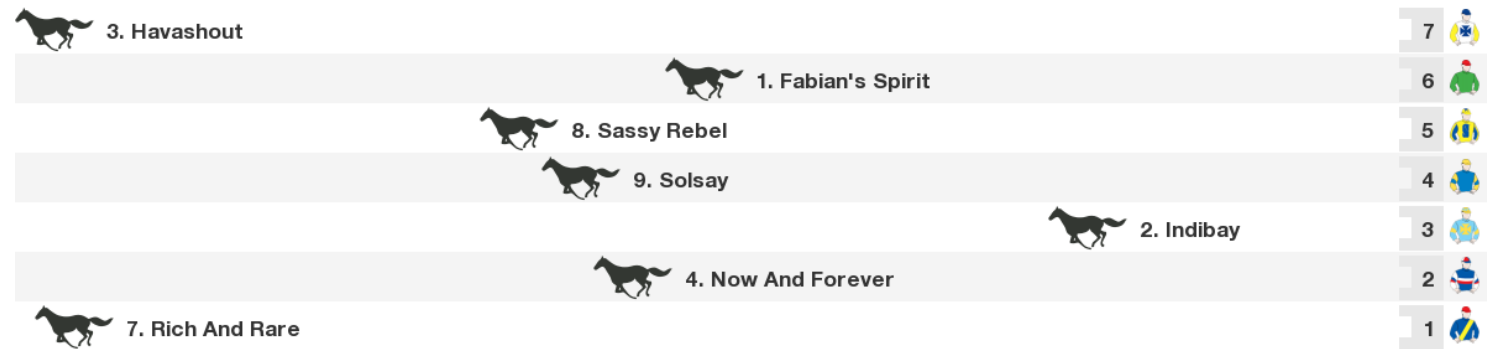 3. Havashout 7
1. Fabian's Spirit 6
8. Sassy Rebel 5
9. Solsay 4
2. Indibay 3
4. Now And Forever 2
7. Rich And Rare 1